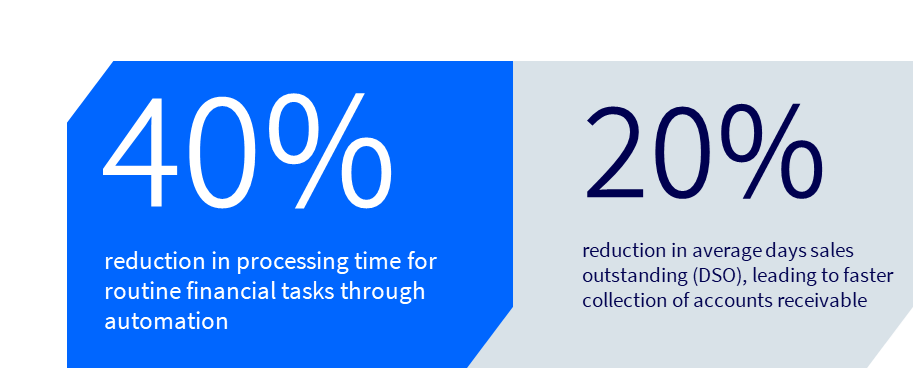 40%
reduction in processing time for
routine financial tasks through
automation
20%
reduction in average days sales
outstanding (DSO), leading to faster
collection of accounts receivable